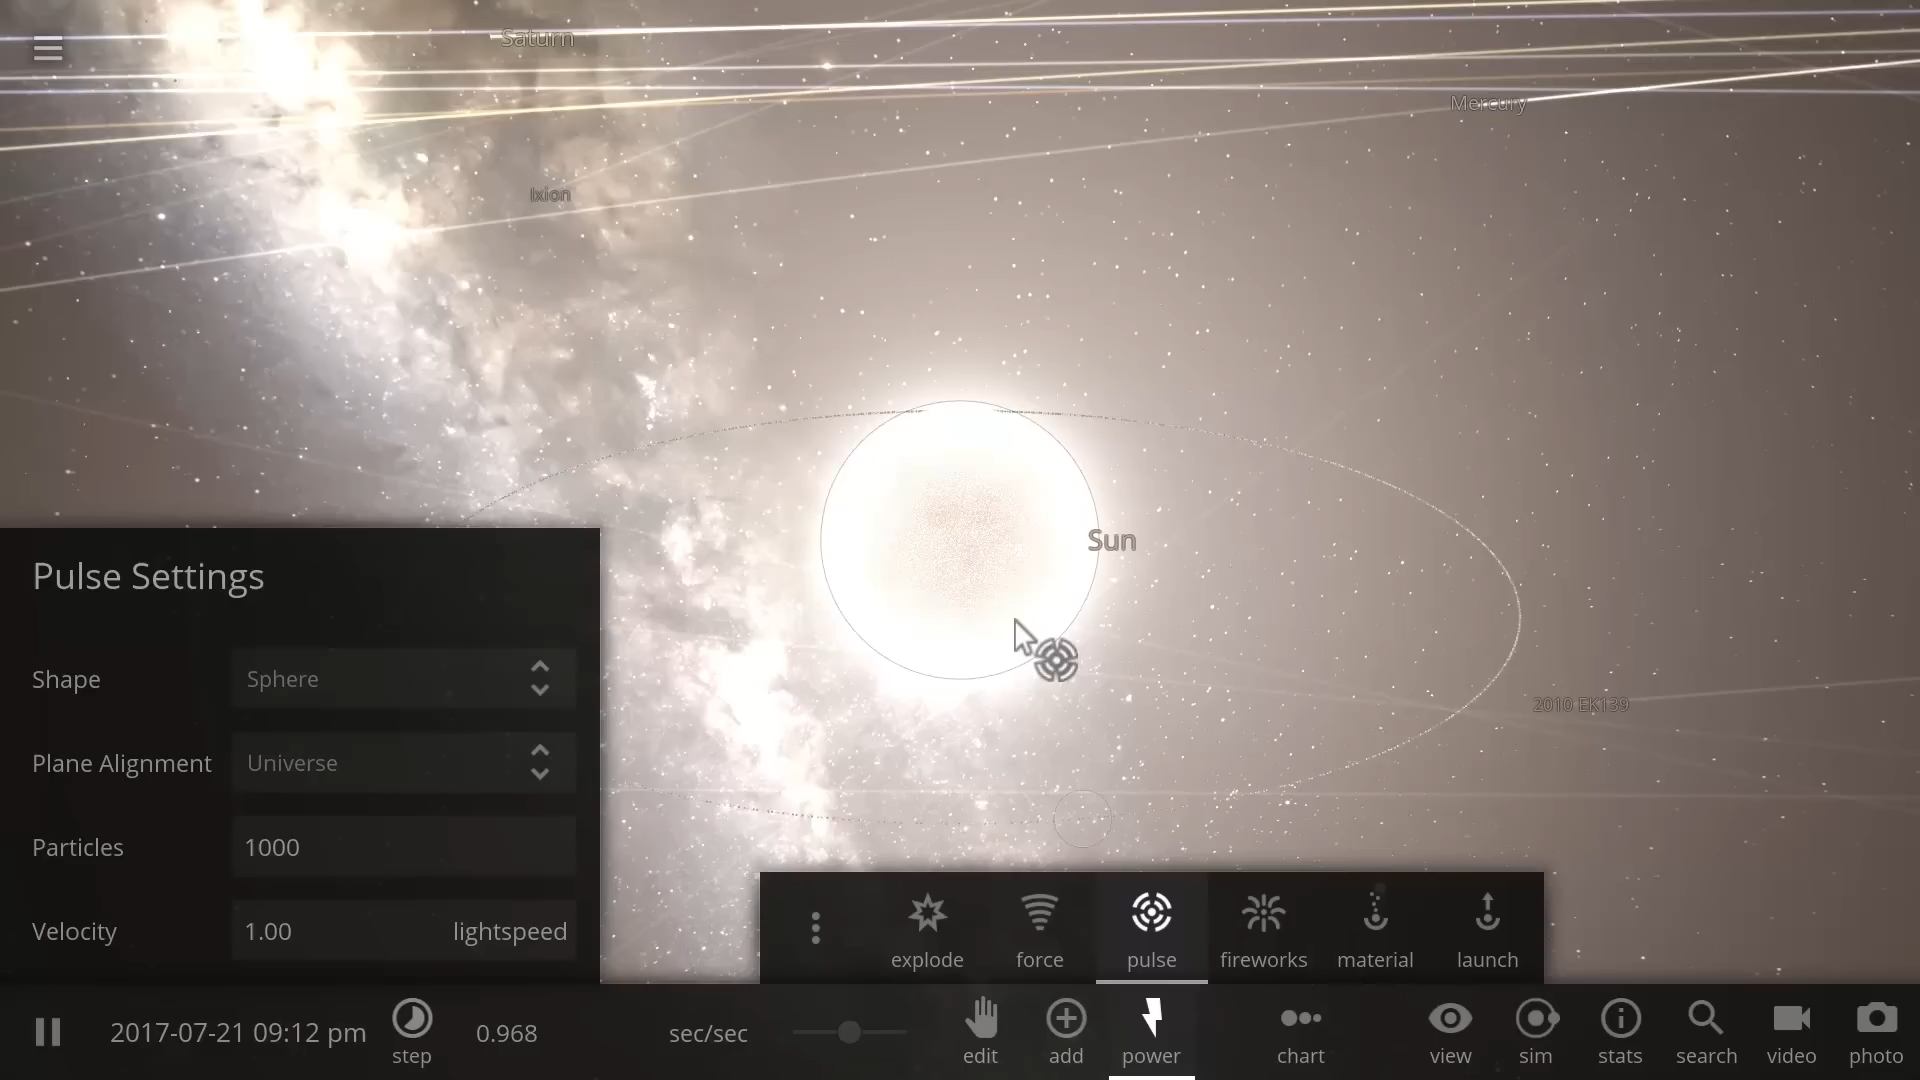 Saturn
Mercury
Ixion
Sun
2010 EK139
Pulse Settings
Shape Sphere
Plane Alignment Universe
Particles 1000
Velocity 1.00 lightspeed
explode force pulse fireworks material launch
2017-07-21 09:12 pm step 0.968 sec/sec edit add power chart view sim stats search video photo